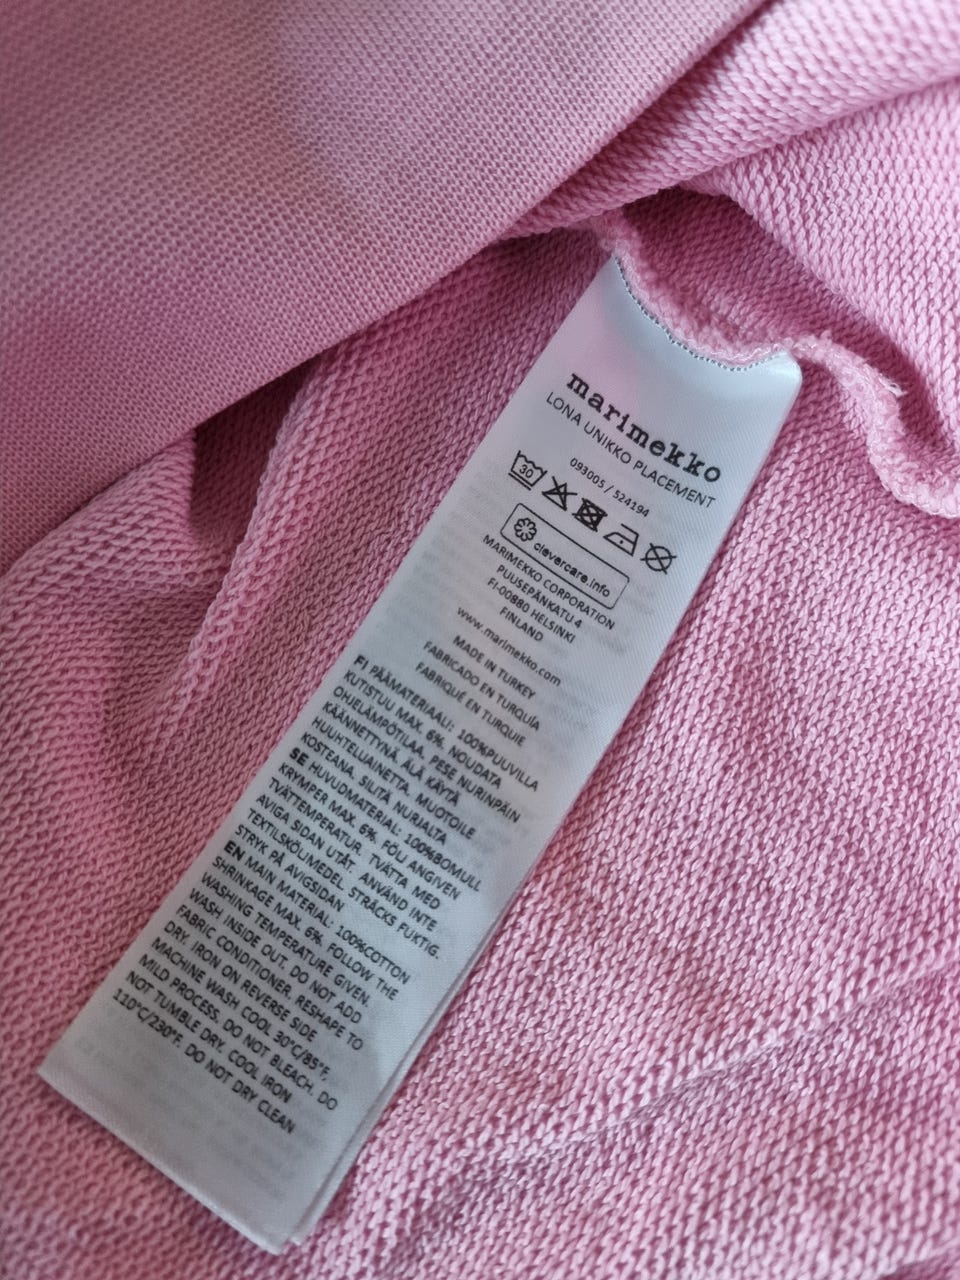 marimekko
LONA UNIKKO PLACEMENT
093005 / 524194
30
clevercare.info
MARIMEKKO CORPORATION
PUUSEPÄNKATU 4
FI-00880 HELSINKI
FINLAND
www.marimekko.com
MADE IN TURKEY
FABRICADO EN TURQUÍA
FABRIQUÉ EN TURQUIE
FI PÄÄMATERIAALI: 100%PUUVILLA
KUTISTUU MAX. 6%. NOUDATA
OHJELÄMPÖTILAA. PESE NURINPÄIN
KÄÄNNETTYNÄ. ÄLÄ KÄYTÄ
HUUHTELUAINETTA. MUOTOILE
KOSTEANA. SILITÄ NURJALTA
SE HUVUDMATERIAL: 100%BOMULL
KRYMPER MAX. 6%. FÖLJ ANGIVEN
TVÄTTEMPERATUR. TVÄTTA MED
AVIGA SIDAN UTÅT. ANVÄND INTE
TEXTILSKÖLJMEDEL. STRÄCKS FUKTIG.
STRYK PÅ AVIGSIDAN
EN MAIN MATERIAL: 100%COTTON
SHRINKAGE MAX. 6%. FOLLOW THE
WASHING TEMPERATURE GIVEN.
WASH INSIDE OUT. DO NOT ADD
FABRIC CONDITIONER. RESHAPE TO
DRY. IRON ON REVERSE SIDE
MACHINE WASH COOL 30°C/85°F,
MILD PROCESS. DO NOT BLEACH. DO
NOT TUMBLE DRY. COOL IRON
110°C/230°F. DO NOT DRY CLEAN